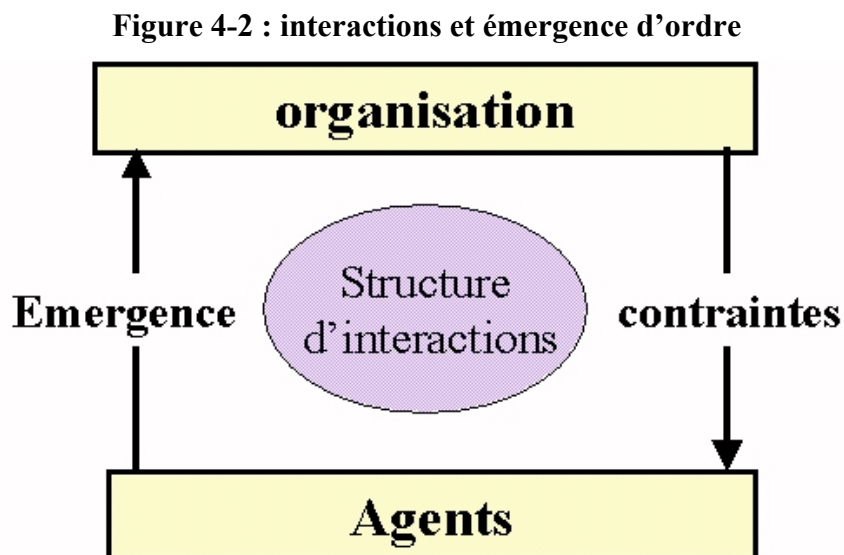 Figure 4-2 : interactions et émergence d’ordre
organisation
Structure
d’interactions
Emergence
contraintes
Agents